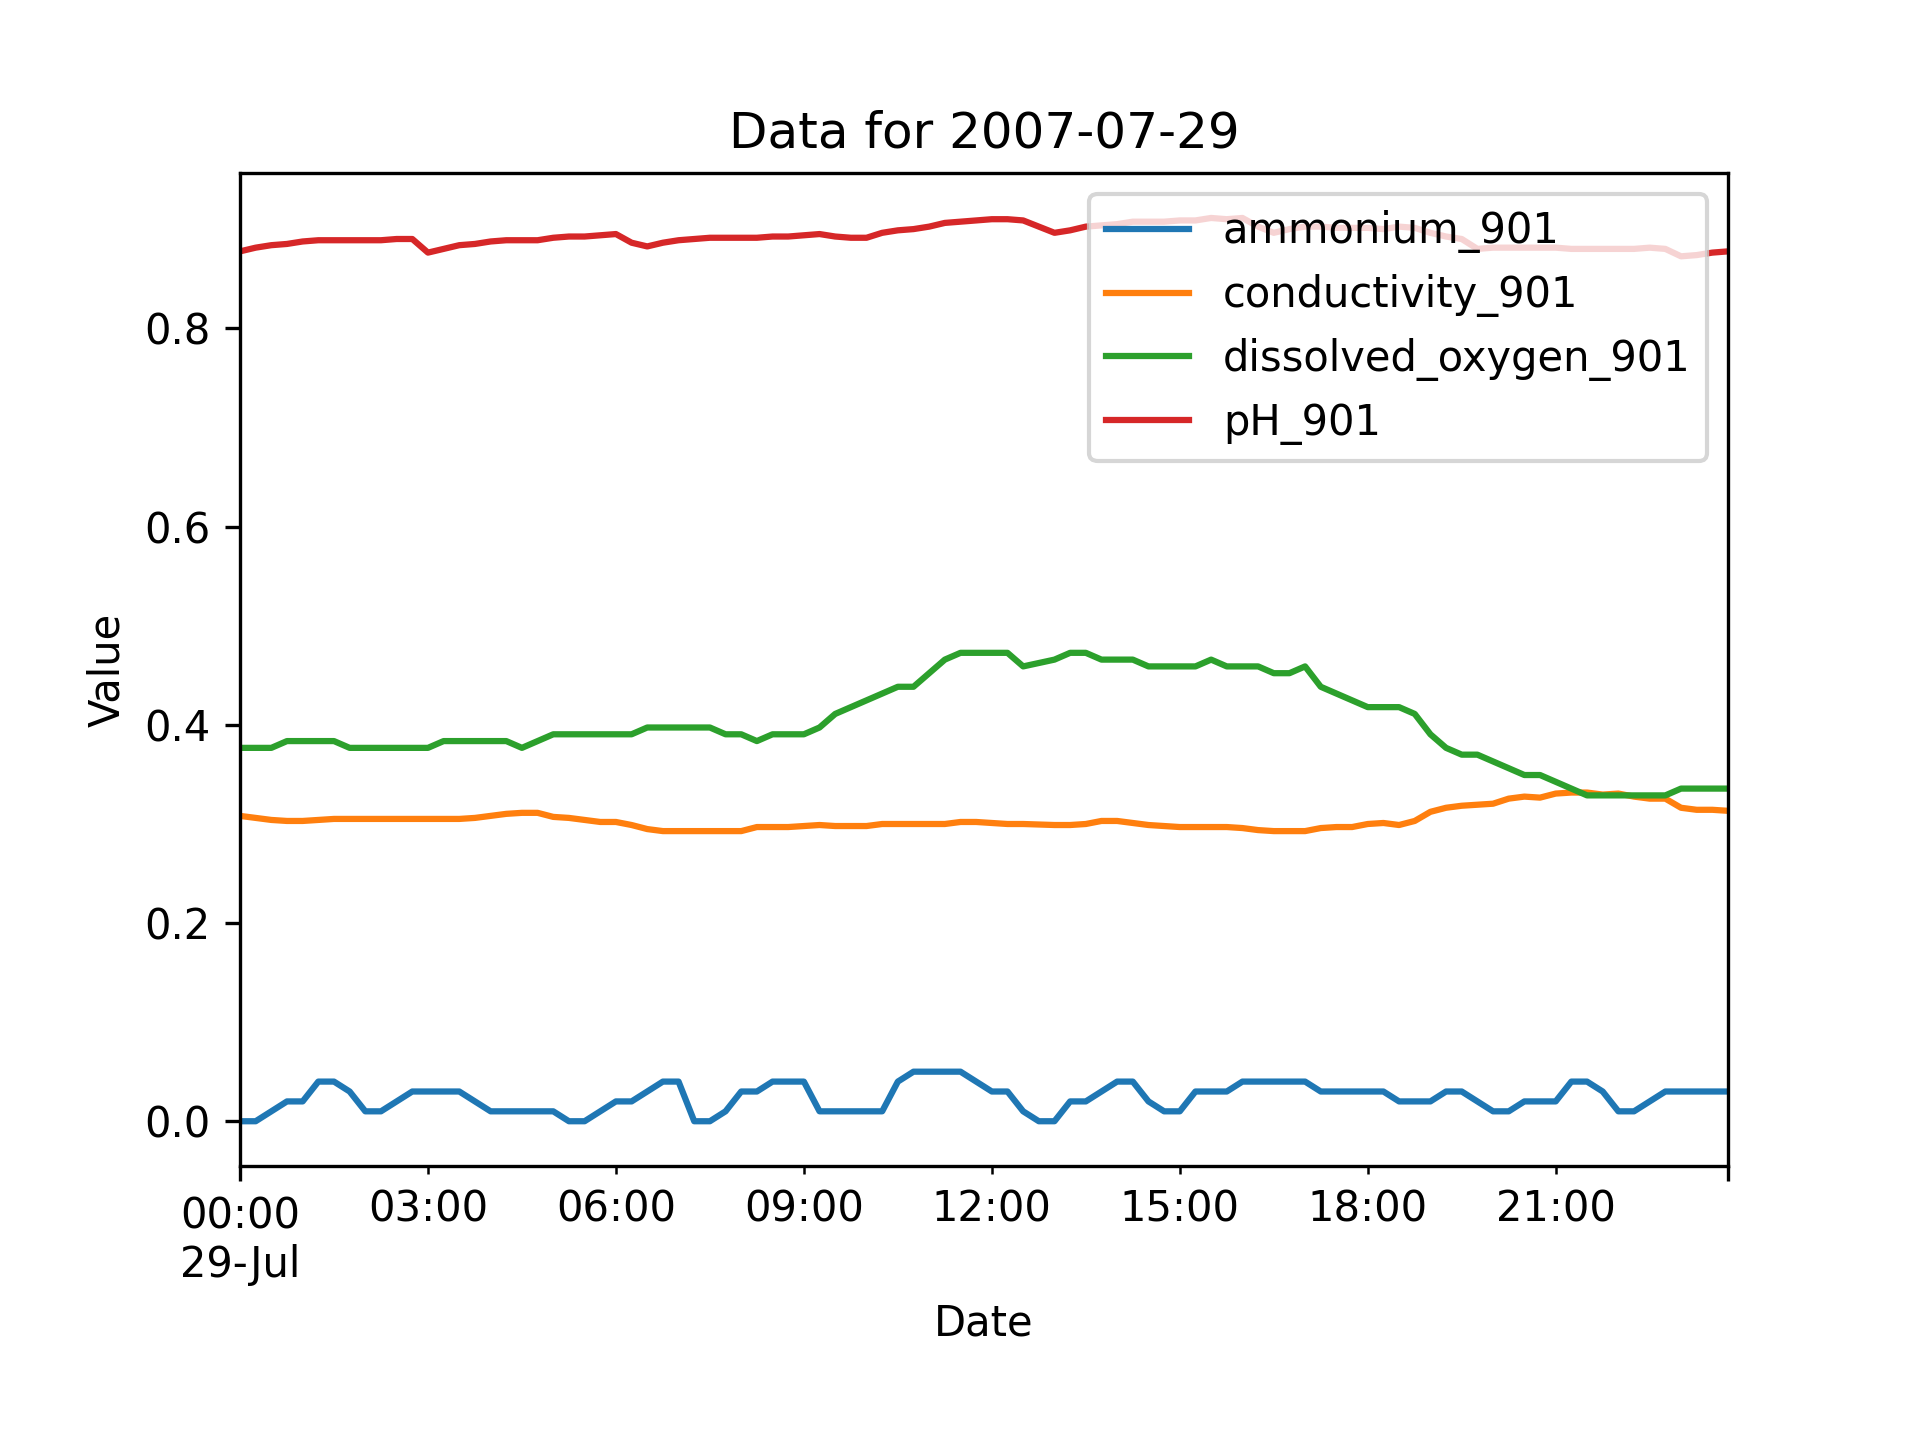 Data for 2007-07-29
ammonium_901
conductivity_901
dissolved_oxygen_901
pH_901
Value
0.8
0.6
0.4
0.2
0.0
00:00 03:00 06:00 09:00 12:00 15:00 18:00 21:00
29-Jul
Date